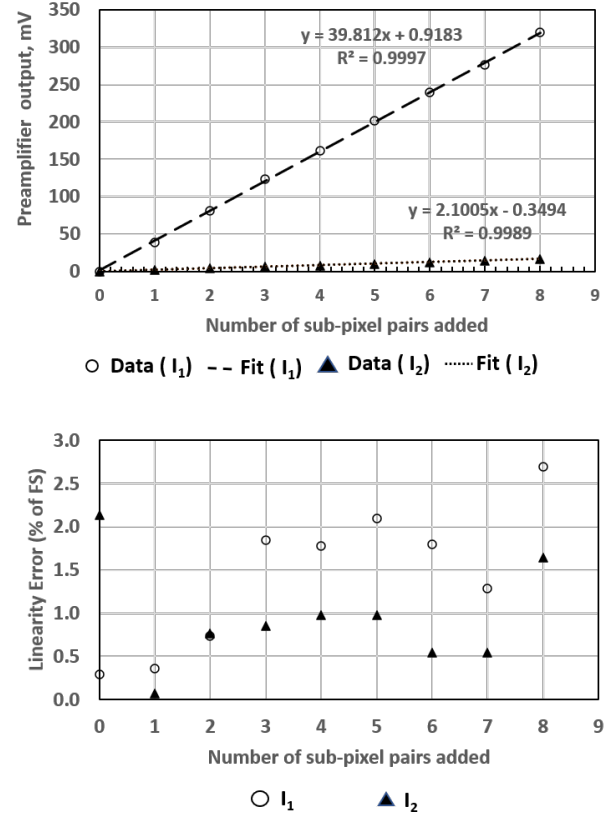 Preamplifier output, mV
350
300
250
200
150
100
50
0
y = 39.812x + 0.9183
R² = 0.9997
y = 2.1005x - 0.3494
R² = 0.9989
0 1 2 3 4 5 6 7 8 9
Number of sub-pixel pairs added
Data ( I₁) Fit ( I₁) Data ( I₂) Fit ( I₂)
Linearity Error (% of FS)
3.0
2.5
2.0
1.5
1.0
0.5
0.0
0 1 2 3 4 5 6 7 8 9
Number of sub-pixel pairs added
I₁ I₂